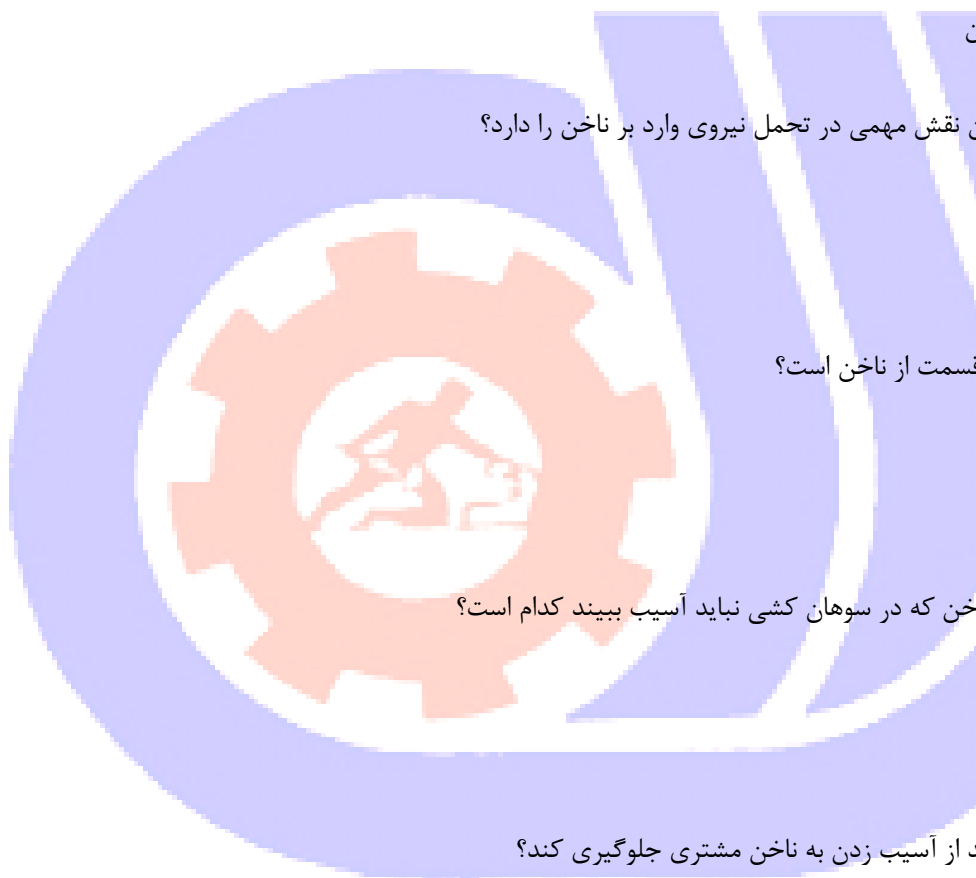 نقش مهمی در تحمل نیروی وارد بر ناخن را دارد؟
قسمت از ناخن است؟
که در سوهان کشی نباید آسیب ببیند کدام است؟
از آسیب زدن به ناخن مشتری جلوگیری کند؟